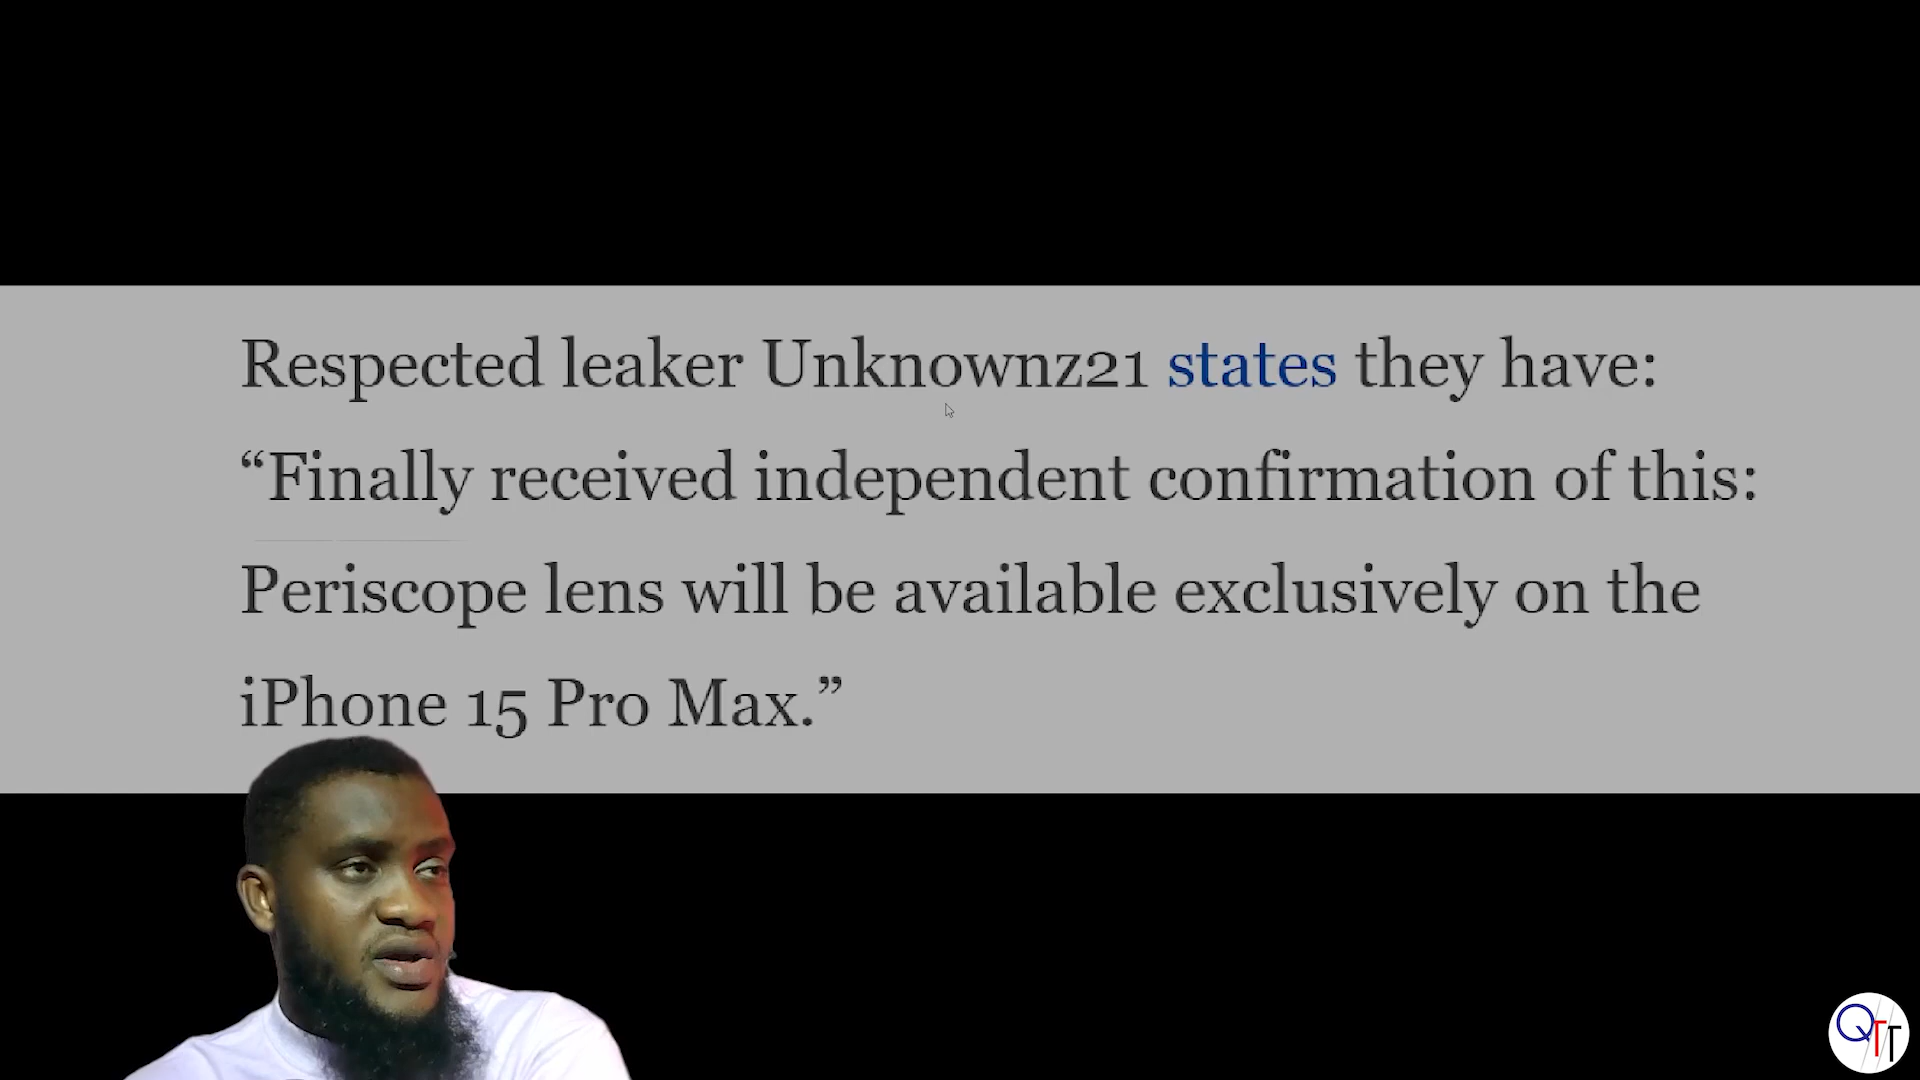 Respected leaker Unknownz21 states they have:
“Finally received independent confirmation of this:
Periscope lens will be available exclusively on the
iPhone 15 Pro Max.”
QTT